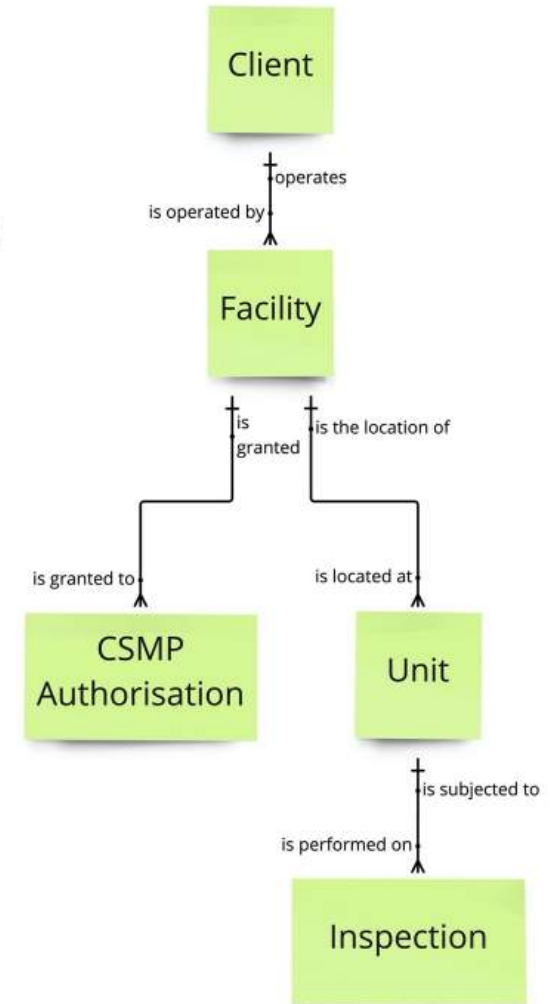 Client
operates
is operated by
Facility
is
granted
is the location of
is granted to
is located at
CSMP
Authorisation
Unit
is subjected to
is performed on
Inspection